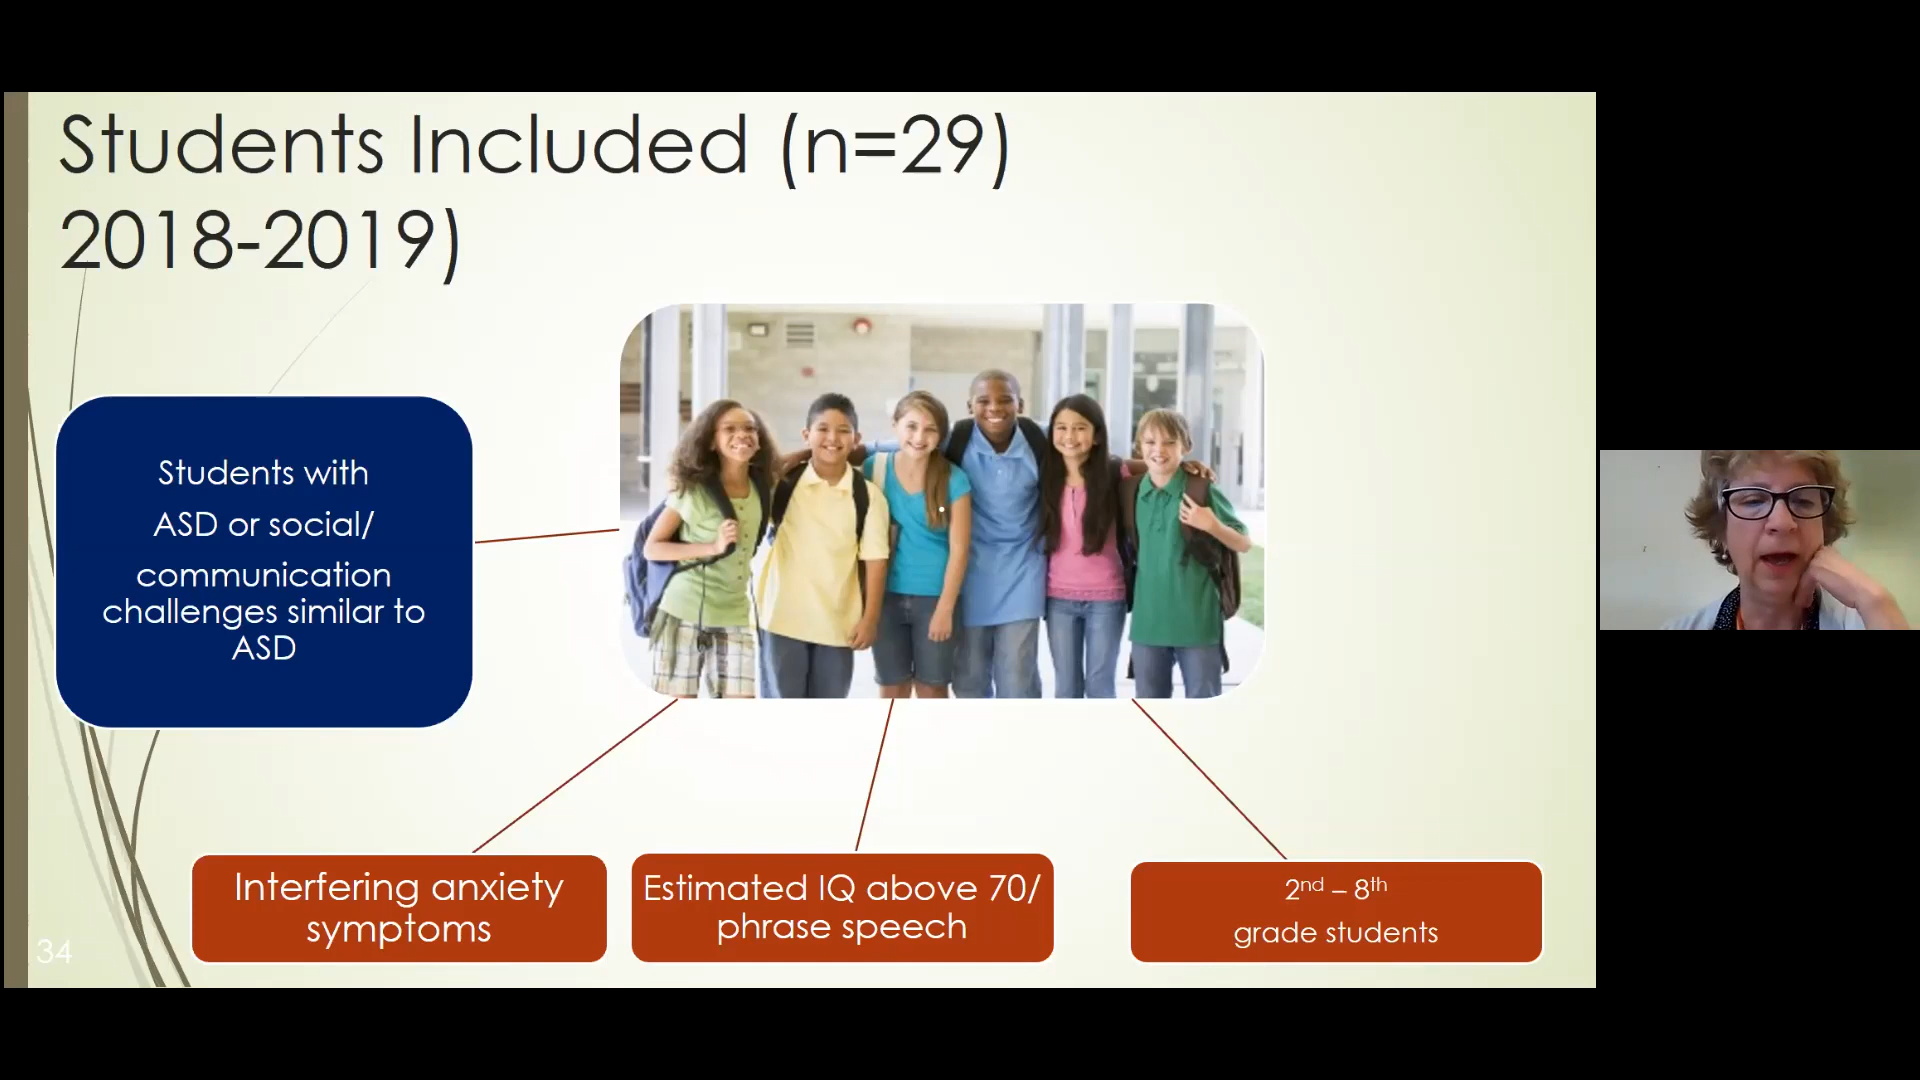 Students Included (n=29)
2018-2019)
Students with
ASD or social/
communication
challenges similar to
ASD
Interfering anxiety
symptoms
Estimated IQ above 70/
phrase speech
2nd – 8th
grade students
34